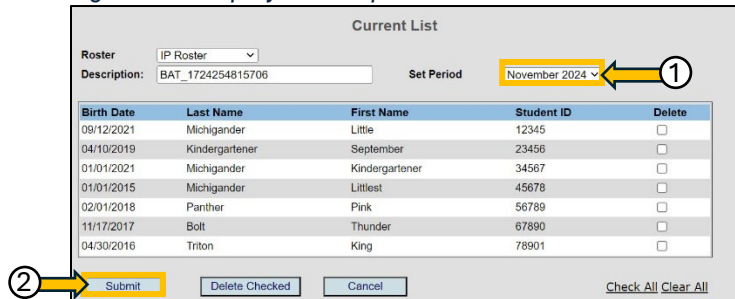 Current List
Roster IP Roster
Description: BAT_1724254815706 Set Period November 2024 1
Birth Date Last Name First Name Student ID Delete
09/12/2021 Michigander Little 12345
04/10/2019 Kindergartener September 23456
01/01/2021 Michigander Kindergartener 34567
01/01/2015 Michigander Littlest 45678
02/01/2018 Panther Pink 56789
11/17/2017 Bolt Thunder 67890
04/30/2016 Triton King 78901
2 Submit Delete Checked Cancel Check All Clear All